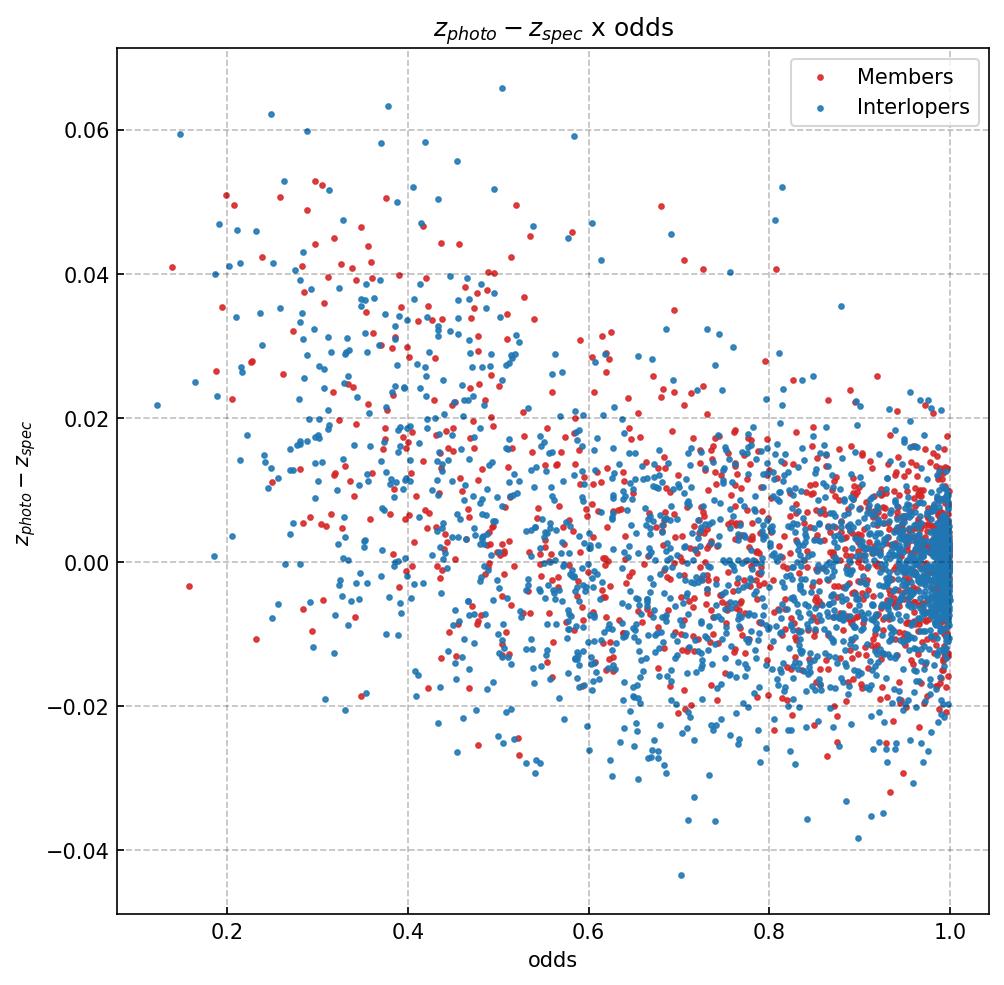 z_photo − z_spec x odds
Members
Interlopers
z_photo − z_spec
0.06
0.04
0.02
0.00
−0.02
−0.04
0.2 0.4 0.6 0.8 1.0
odds